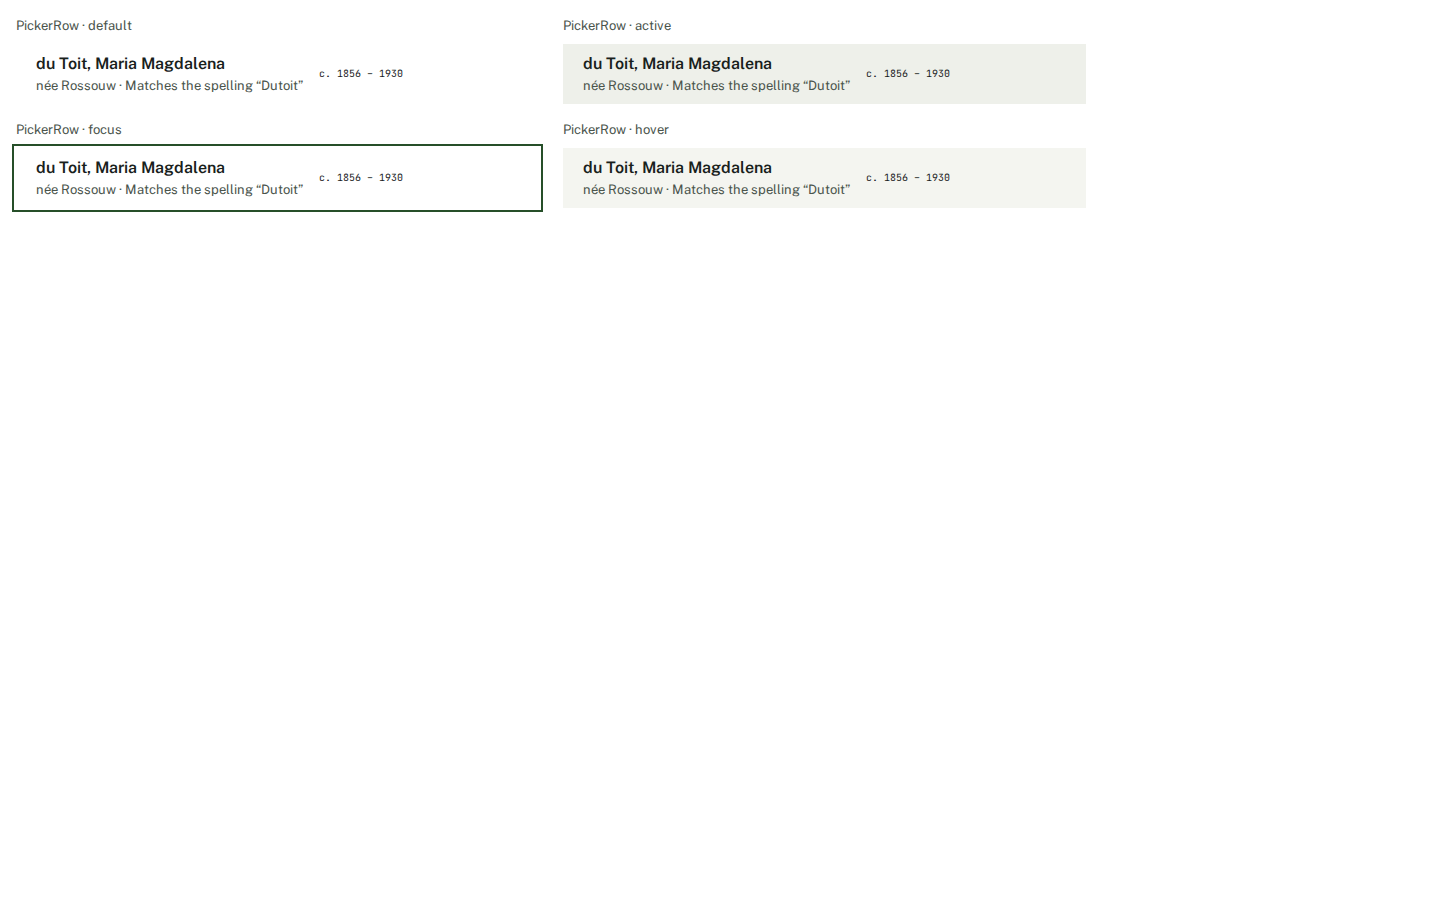 PickerRow · default
du Toit, Maria Magdalena
née Rossouw · Matches the spelling “Dutoit”
c. 1856 – 1930
PickerRow · active
du Toit, Maria Magdalena
née Rossouw · Matches the spelling “Dutoit”
c. 1856 – 1930
PickerRow · focus
du Toit, Maria Magdalena
née Rossouw · Matches the spelling “Dutoit”
c. 1856 – 1930
PickerRow · hover
du Toit, Maria Magdalena
née Rossouw · Matches the spelling “Dutoit”
c. 1856 – 1930